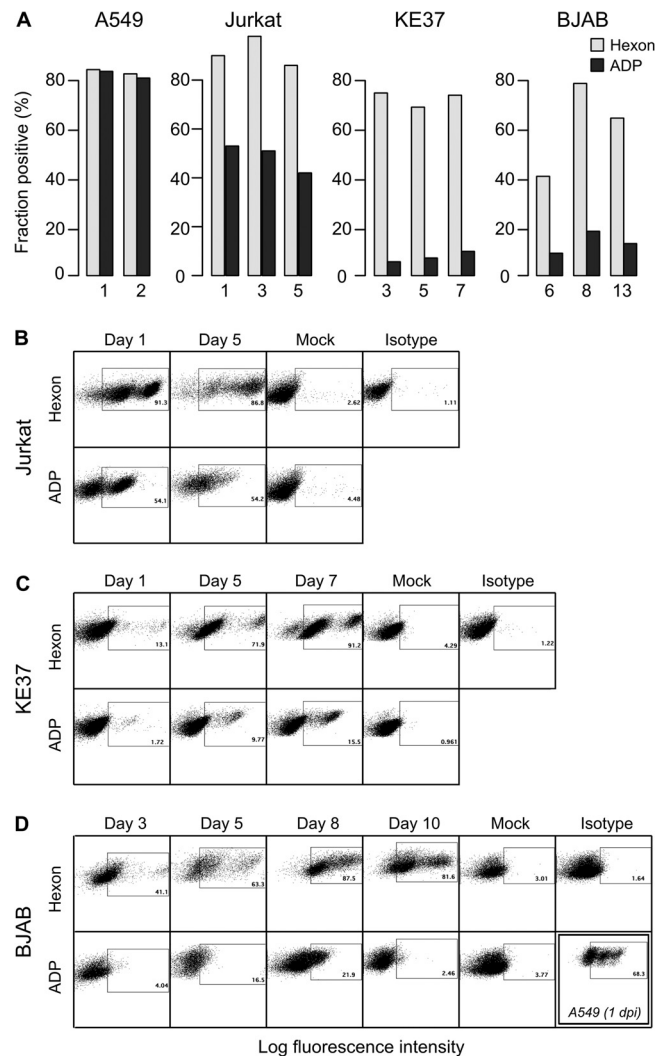 A A549 Jurkat KE37 BJAB
Hexon
ADP
Fraction positive (%)
80 80 80 80
60 60 60 60
40 40 40 40
20 20 20 20
0 0 0 0
1 2 1 3 5 3 5 7 6 8 13
B
Day 1 Day 5 Mock Isotype
Jurkat
Hexon
91.3 86.8 2.62 1.11
ADP
54.1 54.2 4.48
C
Day 1 Day 5 Day 7 Mock Isotype
KE37
Hexon
13.1 71.9 91.2 4.29 1.22
ADP
1.72 9.77 15.5 0.961
D
Day 3 Day 5 Day 8 Day 10 Mock Isotype
BJAB
Hexon
41.1 63.3 87.5 81.6 3.01 1.64
ADP
4.04 16.5 21.9 2.46 3.77 68.3
A549 (1 dpi)
Log fluorescence intensity